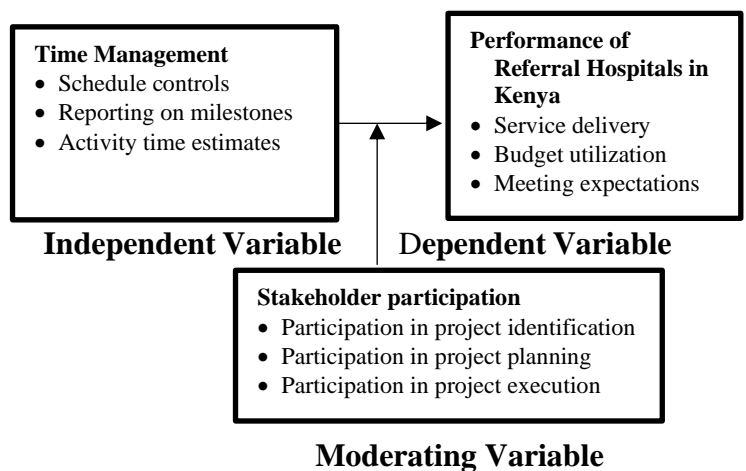 Time Management
• Schedule controls
• Reporting on milestones
• Activity time estimates
Performance of
Referral Hospitals in
Kenya
• Service delivery
• Budget utilization
• Meeting expectations
Independent Variable
Dependent Variable
Stakeholder participation
• Participation in project identification
• Participation in project planning
• Participation in project execution
Moderating Variable